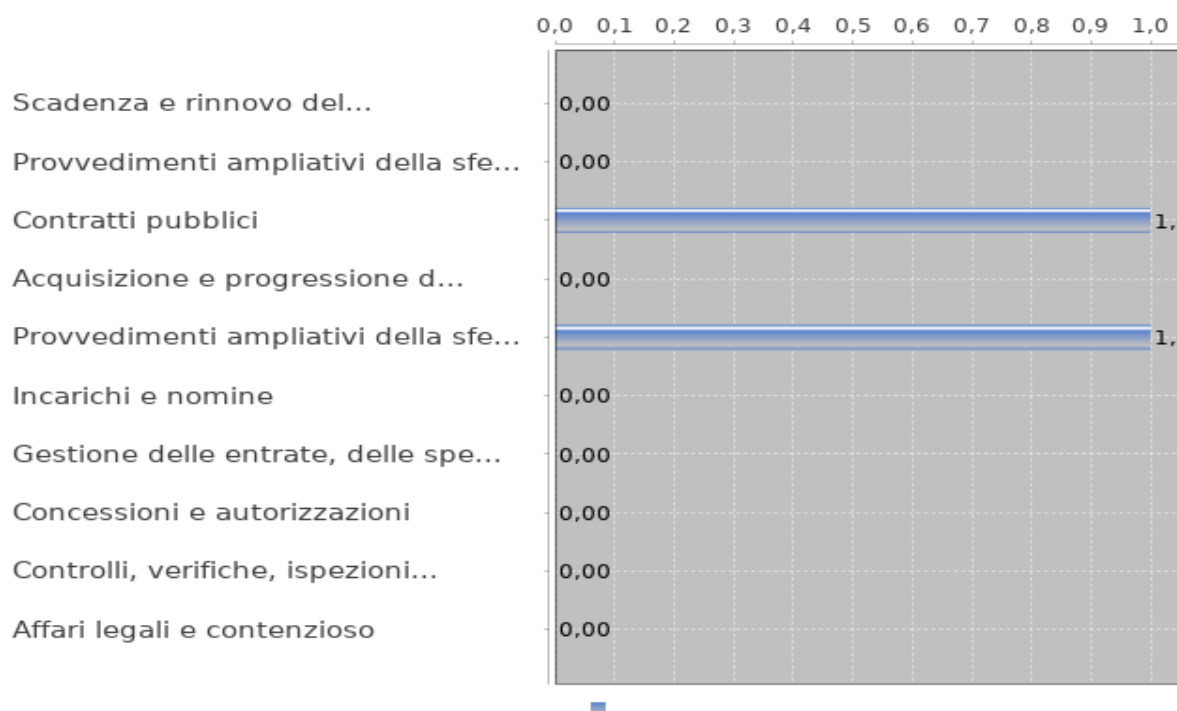 0,0 0,1 0,2 0,3 0,4 0,5 0,6 0,7 0,8 0,9 1,0
Scadenza e rinnovo del... 0,00
Provvedimenti ampliativi della sfe... 0,00
Contratti pubblici 1,
Acquisizione e progressione d... 0,00
Provvedimenti ampliativi della sfe... 1,
Incarichi e nomine 0,00
Gestione delle entrate, delle spe... 0,00
Concessioni e autorizzazioni 0,00
Controlli, verifiche, ispezioni... 0,00
Affari legali e contenzioso 0,00